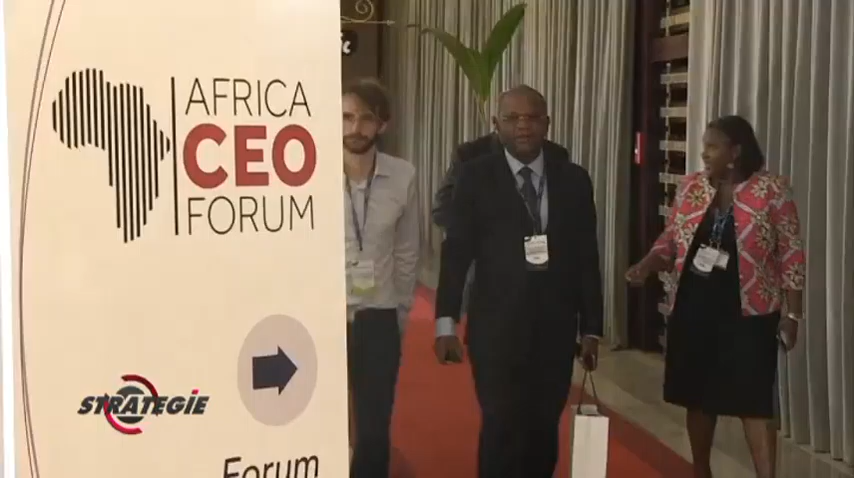 AFRICA
CEO
FORUM
STRATEGIE
Forum